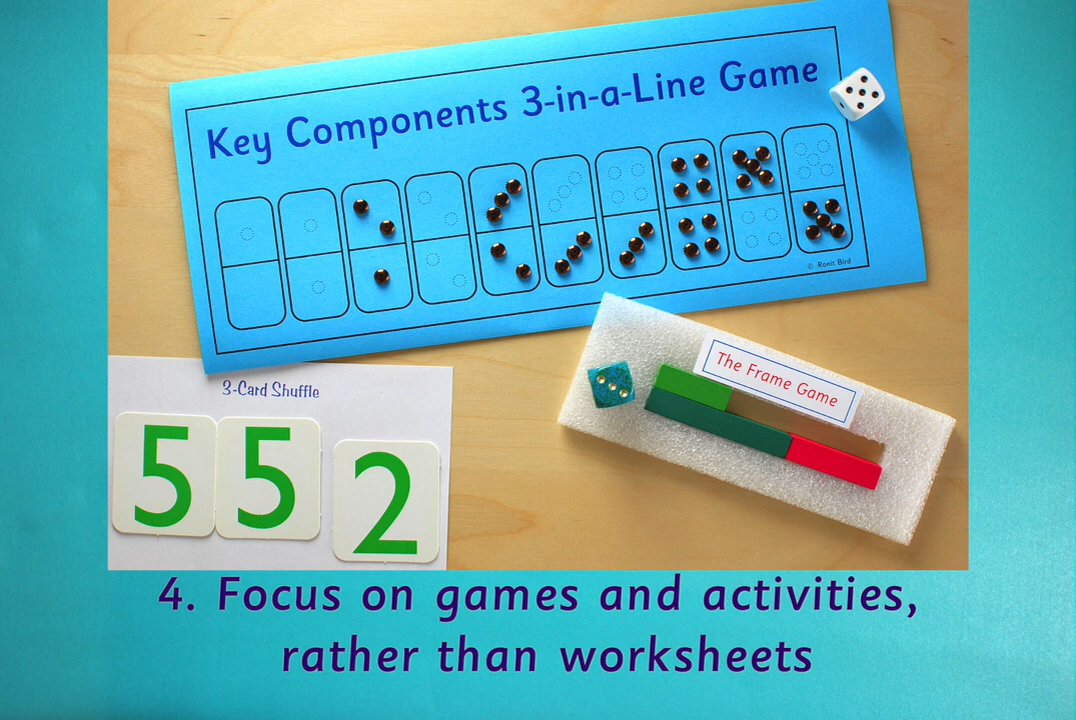 Key Components 3-in-a-Line Game
© Ronit Bird
The Frame Game
3-Card Shuffle
5 5 2
4. Focus on games and activities,
rather than worksheets